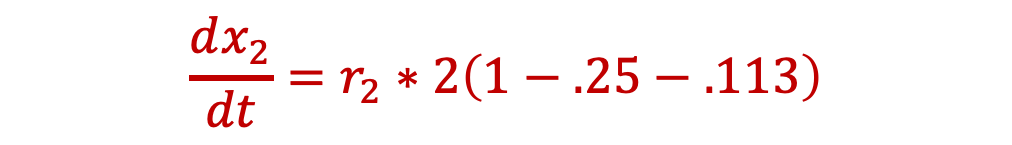 dx₂/dt = r₂ * 2(1 − .25 − .113)